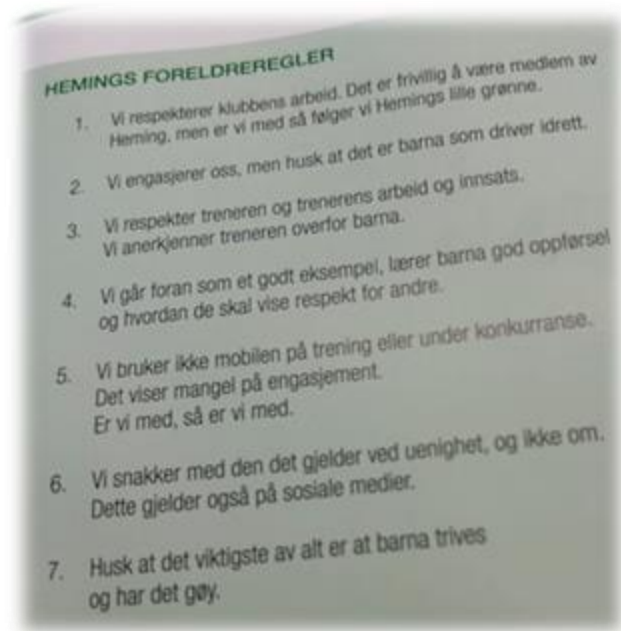 HEMINGS FORELDREREGLER
1. Vi respekterer klubbens arbeid. Det er frivillig å være medlem av
Heming, men er vi med så følger vi Hemings lille grønne.
2. Vi engasjerer oss, men husk at det er barna som driver idrett.
3. Vi respekter treneren og trenerens arbeid og innsats.
Vi anerkjenner treneren overfor barna.
4. Vi går foran som et godt eksempel, lærer barna god oppførsel
og hvordan de skal vise respekt for andre.
5. Vi bruker ikke mobilen på trening eller under konkurranse.
Det viser mangel på engasjement.
Er vi med, så er vi med.
6. Vi snakker med den det gjelder ved uenighet, og ikke om.
Dette gjelder også på sosiale medier.
7. Husk at det viktigste av alt er at barna trives
og har det gøy.